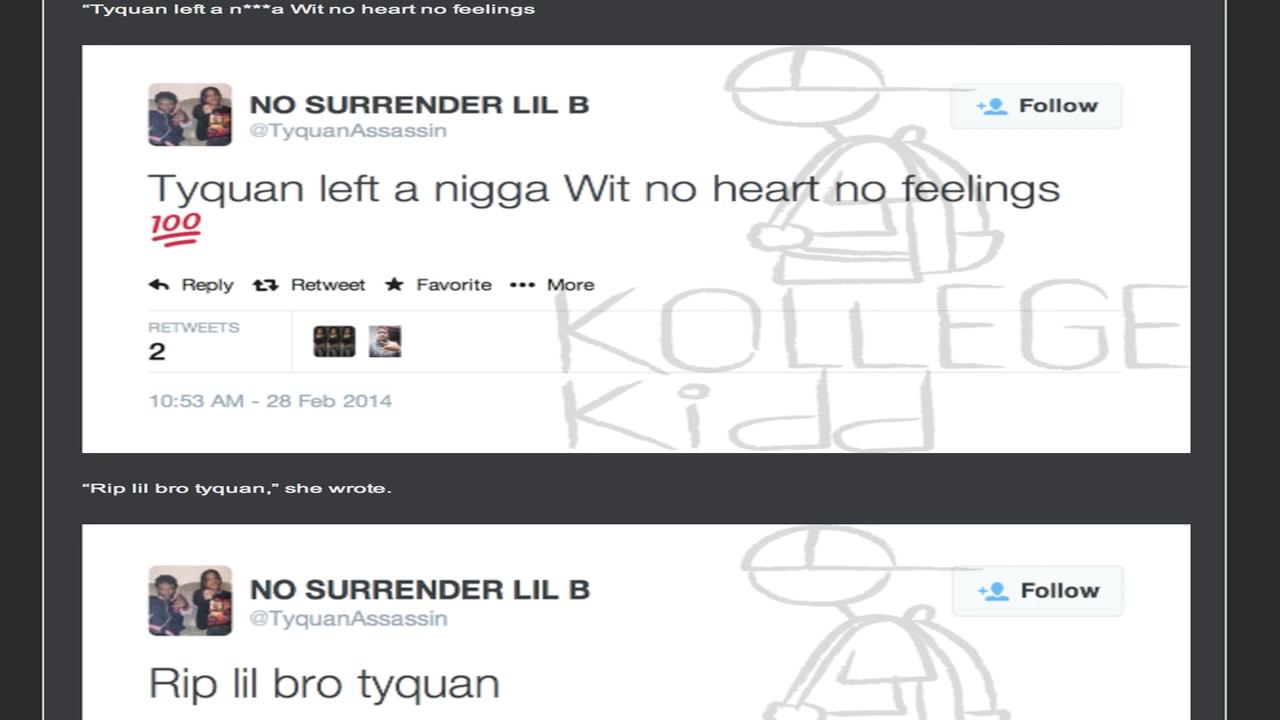 “Tyquan left a n***a Wit no heart no feelings
NO SURRENDER LIL B
@TyquanAssassin
Follow
Tyquan left a nigga Wit no heart no feelings
💯
Reply Retweet Favorite More
RETWEETS
2
10:53 AM - 28 Feb 2014
KOLLEGE
Kidd
“Rip lil bro tyquan,” she wrote.
NO SURRENDER LIL B
@TyquanAssassin
Follow
Rip lil bro tyquan